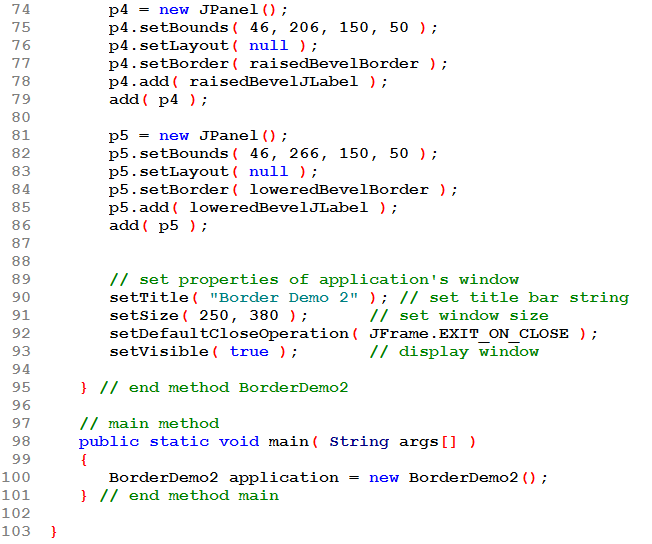 74        p4 = new JPanel();
75        p4.setBounds( 46, 206, 150, 50 );
76        p4.setLayout( null );
77        p4.setBorder( raisedBevelBorder );
78        p4.add( raisedBevelJLabel );
79        add( p4 );
80
81        p5 = new JPanel();
82        p5.setBounds( 46, 266, 150, 50 );
83        p5.setLayout( null );
84        p5.setBorder( loweredBevelBorder );
85        p5.add( loweredBevelJLabel );
86        add( p5 );
87
88
89        // set properties of application's window
90        setTitle( "Border Demo 2" ); // set title bar string
91        setSize( 250, 380 );      // set window size
92        setDefaultCloseOperation( JFrame.EXIT_ON_CLOSE );
93        setVisible( true );       // display window
94
95     } // end method BorderDemo2
96
97     // main method
98     public static void main( String args[] )
99     {
100        BorderDemo2 application = new BorderDemo2();
101     } // end method main
102
103  }